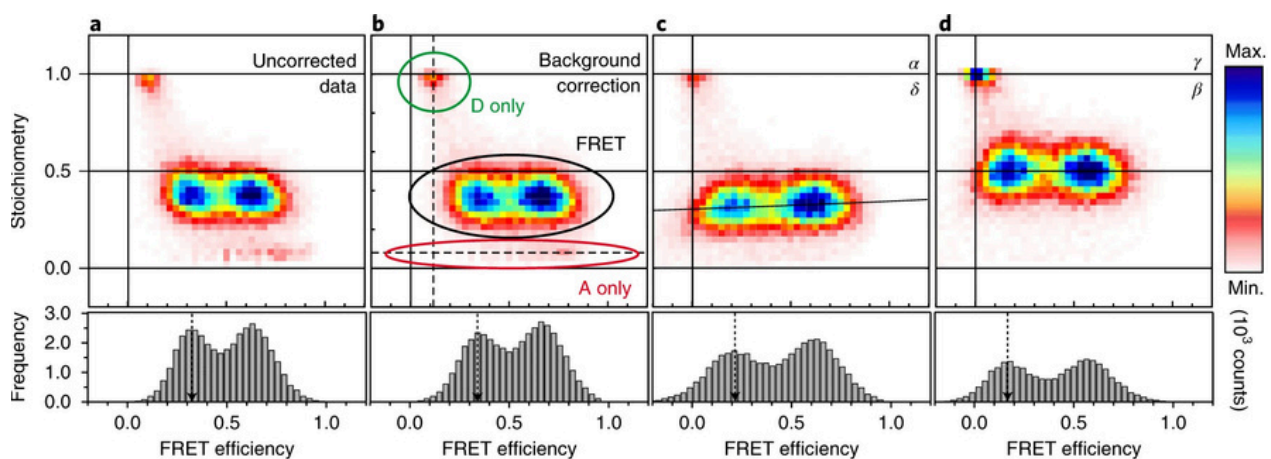 a
Uncorrected
data
b
Background
correction
D only
FRET
A only
c
α
δ
d
γ
β
Max.
Min.
(10³ counts)
Stoichiometry
1.0
0.5
0.0
Frequency
3.0
2.0
1.0
0.0
0.0 0.5 1.0
FRET efficiency
0.0 0.5 1.0
FRET efficiency
0.0 0.5 1.0
FRET efficiency
0.0 0.5 1.0
FRET efficiency